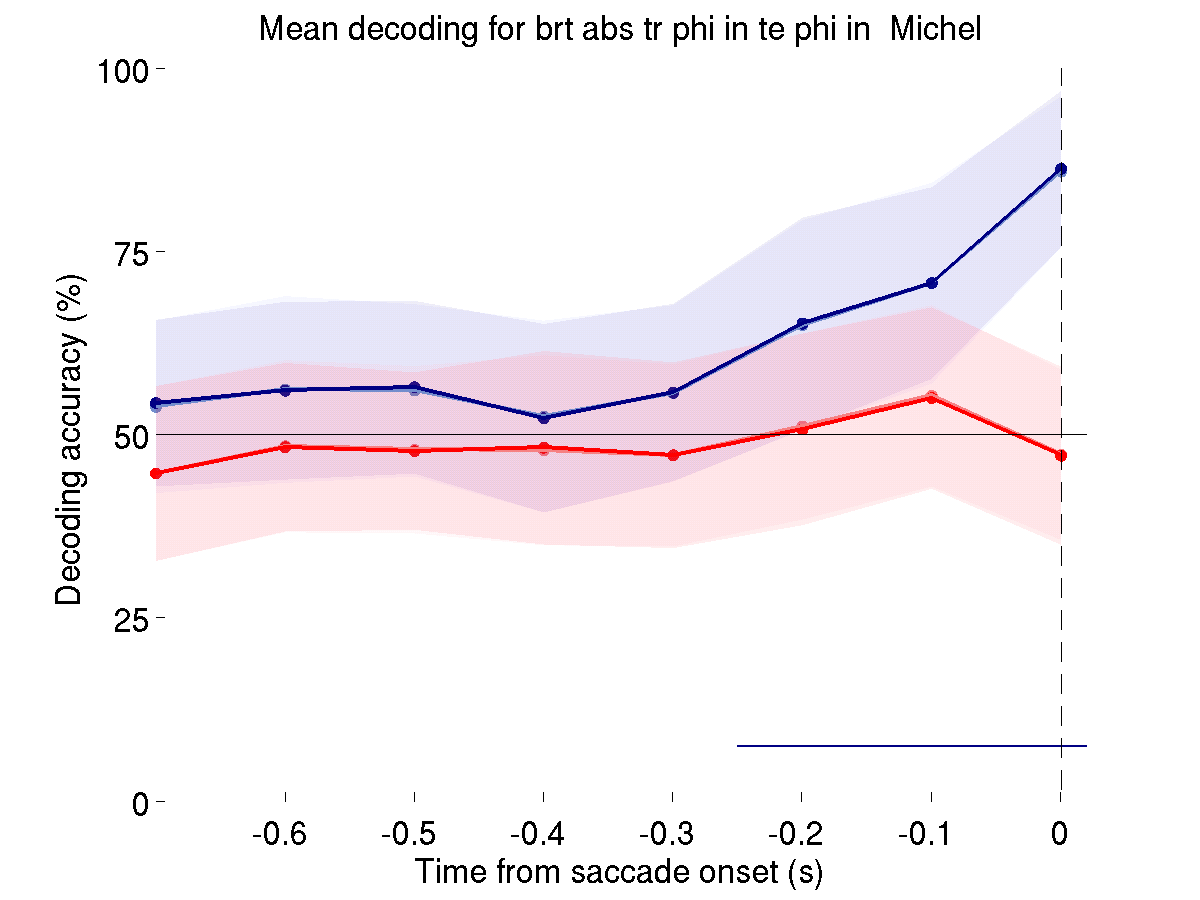 Mean decoding for brt abs tr phi in te phi in  Michel
100
75
50
25
0
Decoding accuracy (%)
-0.6 -0.5 -0.4 -0.3 -0.2 -0.1 0
Time from saccade onset (s)